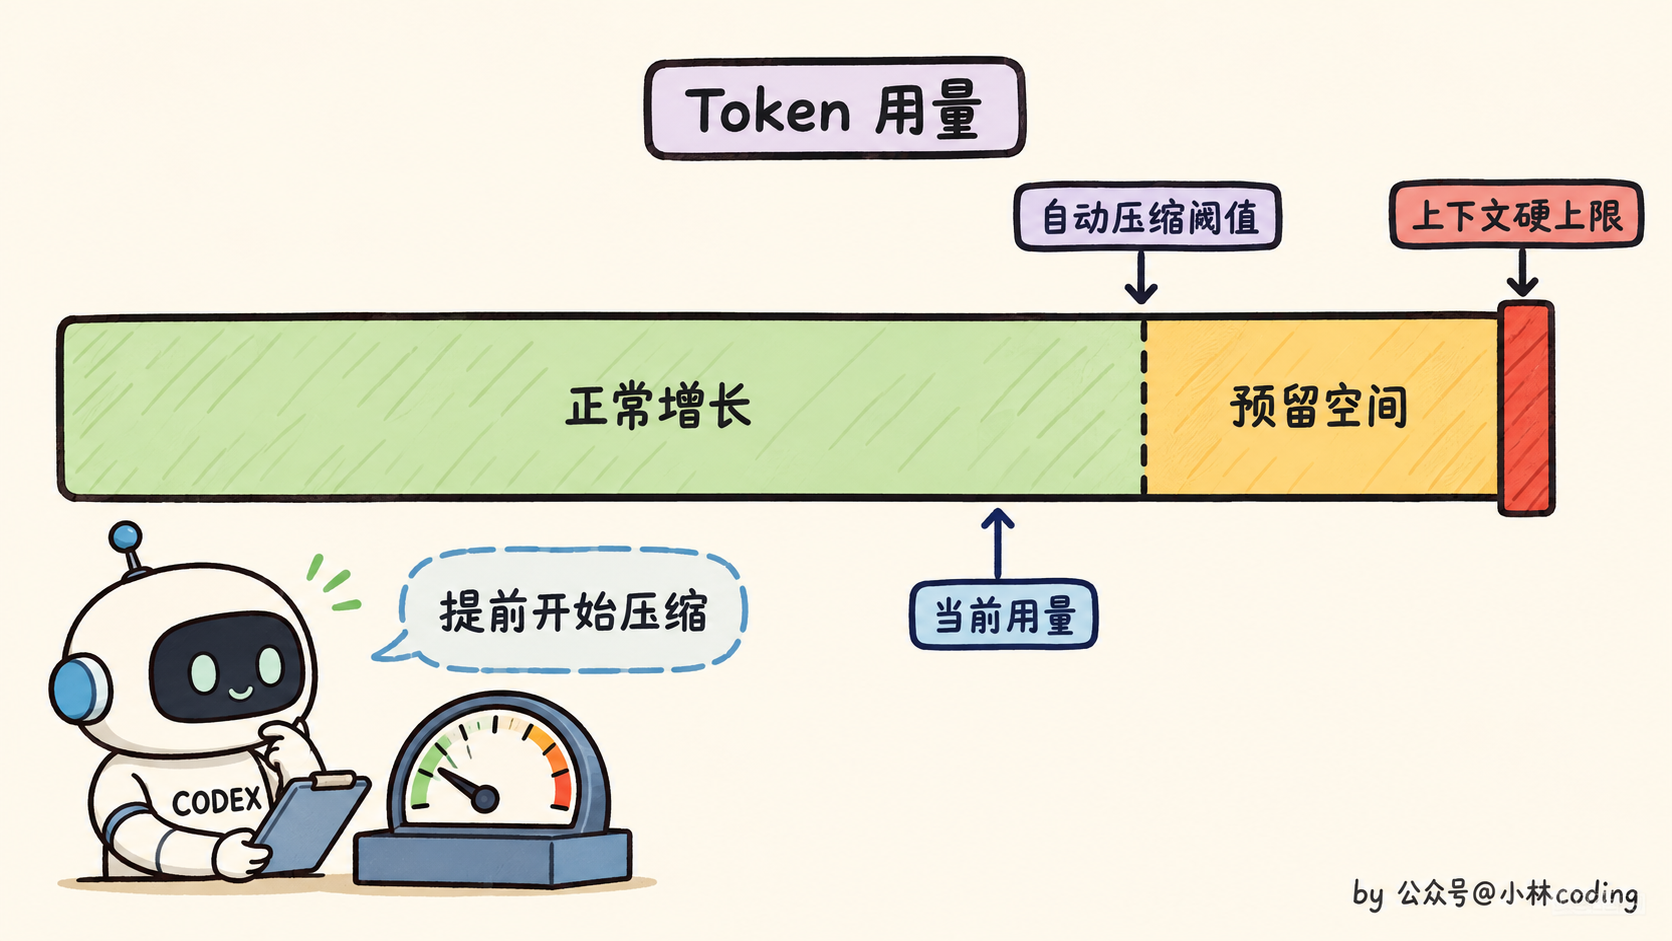 Token 用量
自动压缩阈值
上下文硬上限
正常增长
预留空间
当前用量
提前开始压缩
CODEX
by 公众号@小林coding